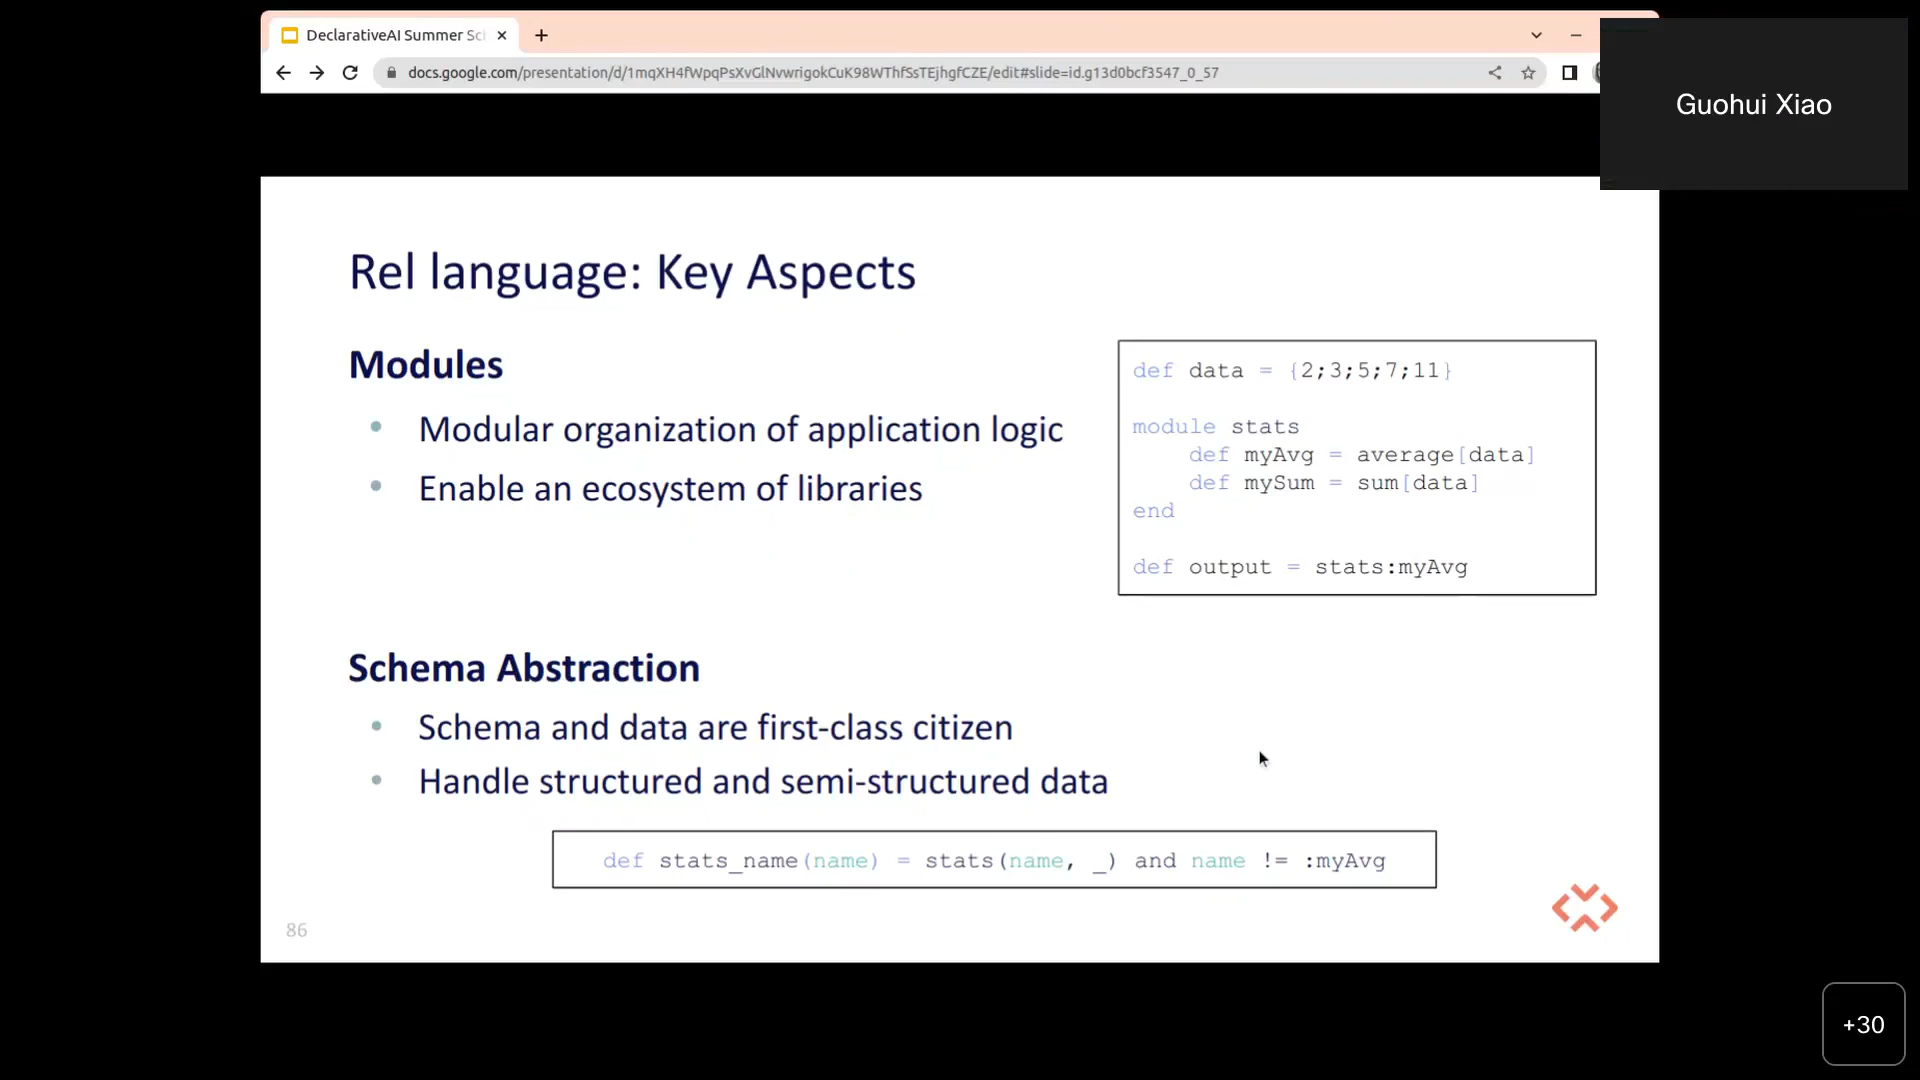 DeclarativeAI Summer Sc
docs.google.com/presentation/d/1mqXH4fWpqPsXvGlNvwrigokCuK98WThfSsTEjhgfCZE/edit#slide=id.g13d0bcf3547_0_57
Guohui Xiao
Rel language: Key Aspects
Modules
• Modular organization of application logic
• Enable an ecosystem of libraries
def data = {2;3;5;7;11}
module stats
def myAvg = average[data]
def mySum = sum[data]
end
def output = stats:myAvg
Schema Abstraction
• Schema and data are first-class citizen
• Handle structured and semi-structured data
def stats_name(name) = stats(name, _) and name != :myAvg
86
+30